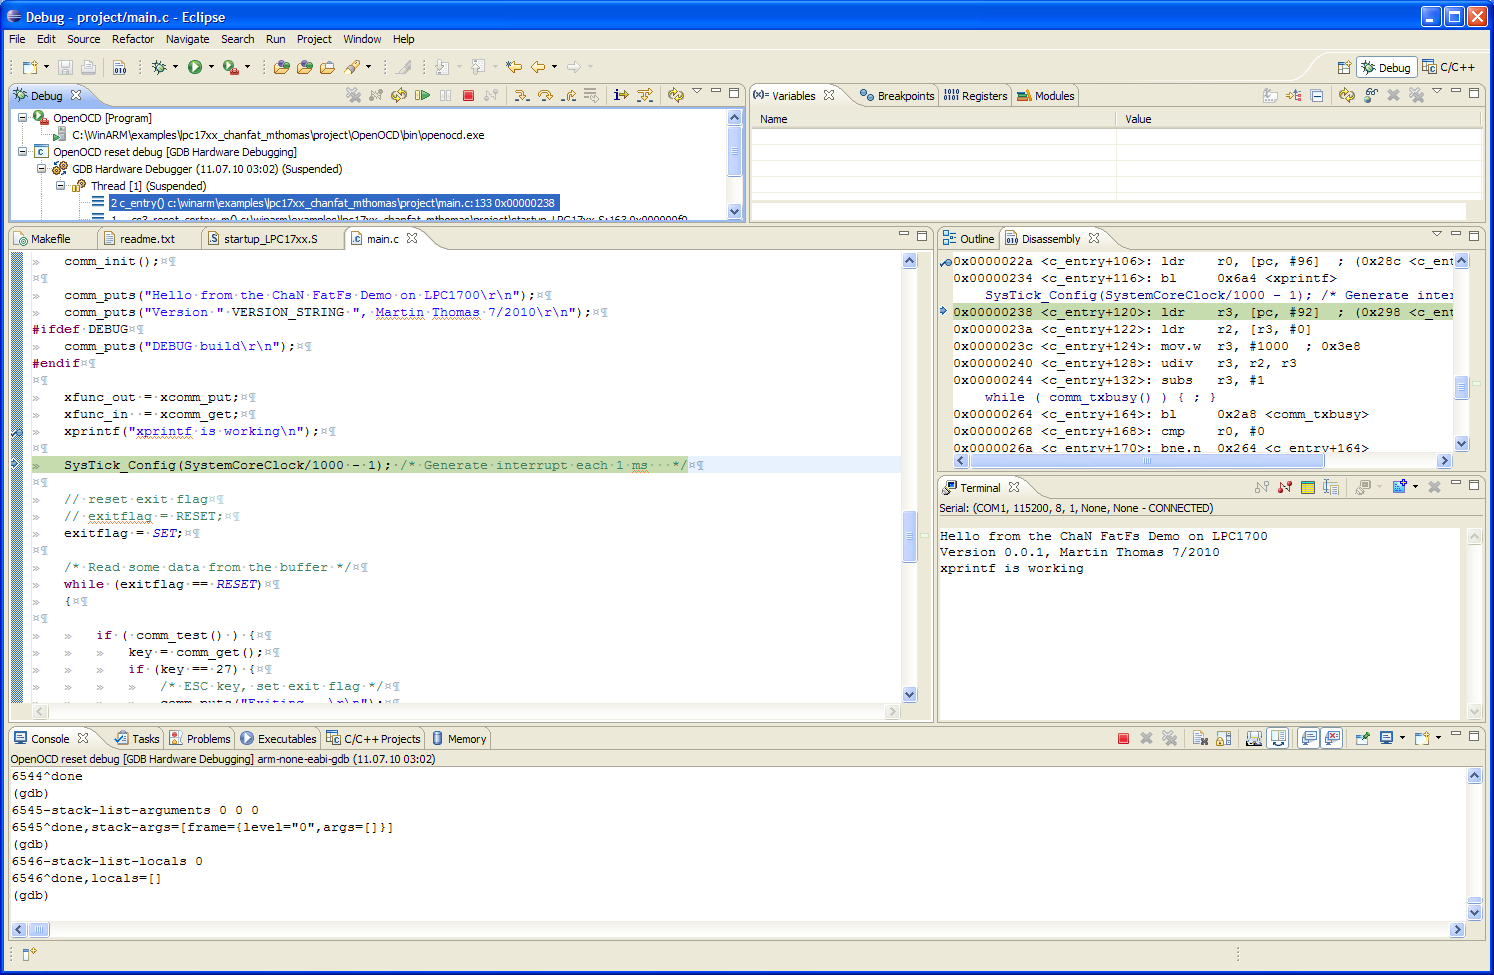 Debug - project/main.c - Eclipse
File Edit Source Refactor Navigate Search Run Project Window Help
Debug C/C++
Debug
OpenOCD [Program]
C:\WinARM\examples\lpc17xx_chanfat_mthomas\project\OpenOCD\bin\openocd.exe
OpenOCD reset debug [GDB Hardware Debugging]
GDB Hardware Debugger (11.07.10 03:02) (Suspended)
Thread [1] (Suspended)
2 c_entry() c:\winarm\examples\lpc17xx_chanfat_mthomas\project\main.c:133 0x00000238
(x)= Variables Breakpoints Registers Modules
Name Value
Makefile readme.txt startup_LPC17xx.S main.c
comm_init();
comm_puts("Hello from the ChaN FatFs Demo on LPC1700\r\n");
comm_puts("Version " VERSION_STRING ", Martin Thomas 7/2010\r\n");
#ifdef DEBUG
comm_puts("DEBUG build\r\n");
#endif
xfunc_out = xcomm_put;
xfunc_in  = xcomm_get;
xprintf("xprintf is working\n");
SysTick_Config(SystemCoreClock/1000 - 1); /* Generate interrupt each 1 ms   */
// reset exit flag
// exitflag = RESET;
exitflag = SET;
/* Read some data from the buffer */
while (exitflag == RESET)
{
if ( comm_test() ) {
key = comm_get();
if (key == 27) {
/* ESC key, set exit flag */
comm_puts("Exiting...\r\n");
Outline Disassembly
0x0000022a <c_entry+106>: ldr r0, [pc, #96] ; (0x28c <c_ent
0x00000234 <c_entry+116>: bl 0x6a4 <xprintf>
SysTick_Config(SystemCoreClock/1000 - 1); /* Generate inter
0x00000238 <c_entry+120>: ldr r3, [pc, #92] ; (0x298 <c_ent
0x0000023a <c_entry+122>: ldr r2, [r3, #0]
0x0000023c <c_entry+124>: mov.w r3, #1000 ; 0x3e8
0x00000240 <c_entry+128>: udiv r3, r2, r3
0x00000244 <c_entry+132>: subs r3, #1
while ( comm_txbusy() ) { ; }
0x00000264 <c_entry+164>: bl 0x2a8 <comm_txbusy>
0x00000268 <c_entry+168>: cmp r0, #0
0x0000026a <c_entry+170>: bne.n 0x264 <c_entry+164>
Terminal
Serial: (COM1, 115200, 8, 1, None, None - CONNECTED)
Hello from the ChaN FatFs Demo on LPC1700
Version 0.0.1, Martin Thomas 7/2010
xprintf is working
Console Tasks Problems Executables C/C++ Projects Memory
OpenOCD reset debug [GDB Hardware Debugging] arm-none-eabi-gdb (11.07.10 03:02)
6544^done
(gdb)
6545-stack-list-arguments 0 0 0
6545^done,stack-args=[frame={level="0",args=[]}]
(gdb)
6546-stack-list-locals 0
6546^done,locals=[]
(gdb)